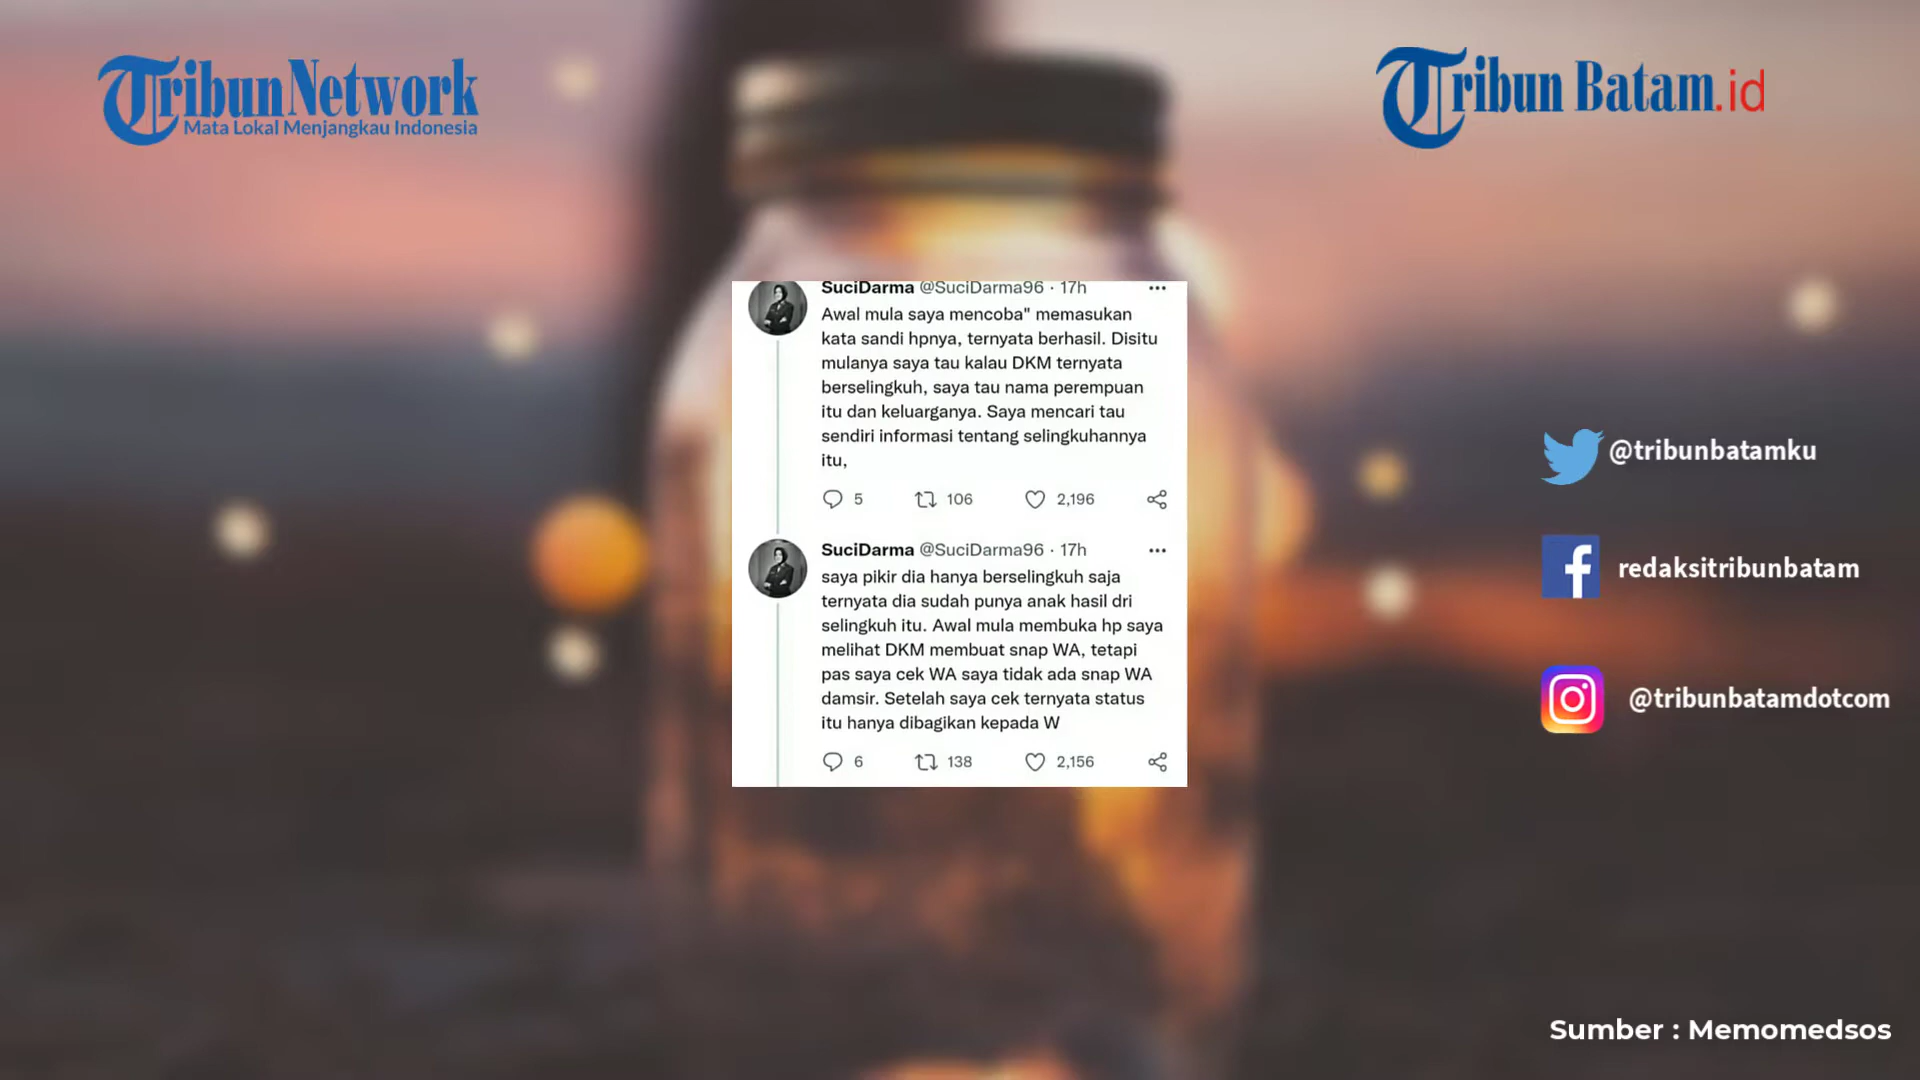 Tribun Network
Mata Lokal Menjangkau Indonesia
Tribun Batam.id
SuciDarma @SuciDarma96 · 17h
Awal mula saya mencoba" memasukan
kata sandi hpnya, ternyata berhasil. Disitu
mulanya saya tau kalau DKM ternyata
berselingkuh, saya tau nama perempuan
itu dan keluarganya. Saya mencari tau
sendiri informasi tentang selingkuhannya
itu,
5 106 2,196
SuciDarma @SuciDarma96 · 17h
saya pikir dia hanya berselingkuh saja
ternyata dia sudah punya anak hasil dri
selingkuh itu. Awal mula membuka hp saya
melihat DKM membuat snap WA, tetapi
pas saya cek WA saya tidak ada snap WA
damsir. Setelah saya cek ternyata status
itu hanya dibagikan kepada W
6 138 2,156
@tribunbatamku
redaksitribunbatam
@tribunbatamdotcom
Sumber : Memomedsos